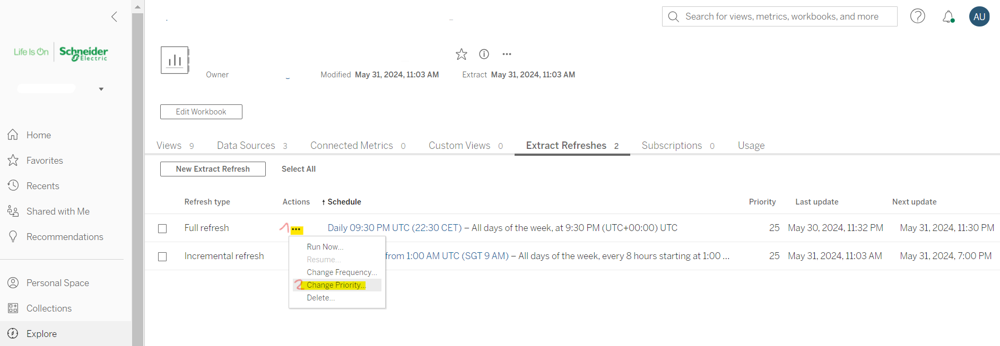 Search for views, metrics, workbooks, and more
AU
Life Is On
Schneider
Electric
Owner
Modified May 31, 2024, 11:03 AM
Extract May 31, 2024, 11:03 AM
Edit Workbook
Home
Favorites
Recents
Shared with Me
Recommendations
Personal Space
Collections
Explore
Views 9 Data Sources 3 Connected Metrics 0 Custom Views 0 Extract Refreshes 2 Subscriptions 0 Usage
New Extract Refresh Select All
Refresh type Actions ↑ Schedule Priority Last update Next update
Full refresh 1 ••• Daily 09:30 PM UTC (22:30 CET) – All days of the week, at 9:30 PM (UTC+00:00) UTC 25 May 30, 2024, 11:32 PM May 31, 2024, 11:30 PM
Incremental refresh from 1:00 AM UTC (SGT 9 AM) – All days of the week, every 8 hours starting at 1:00 ... 25 May 31, 2024, 11:03 AM May 31, 2024, 7:00 PM
Run Now...
Resume...
Change Frequency...
2 Change Priority...
Delete...